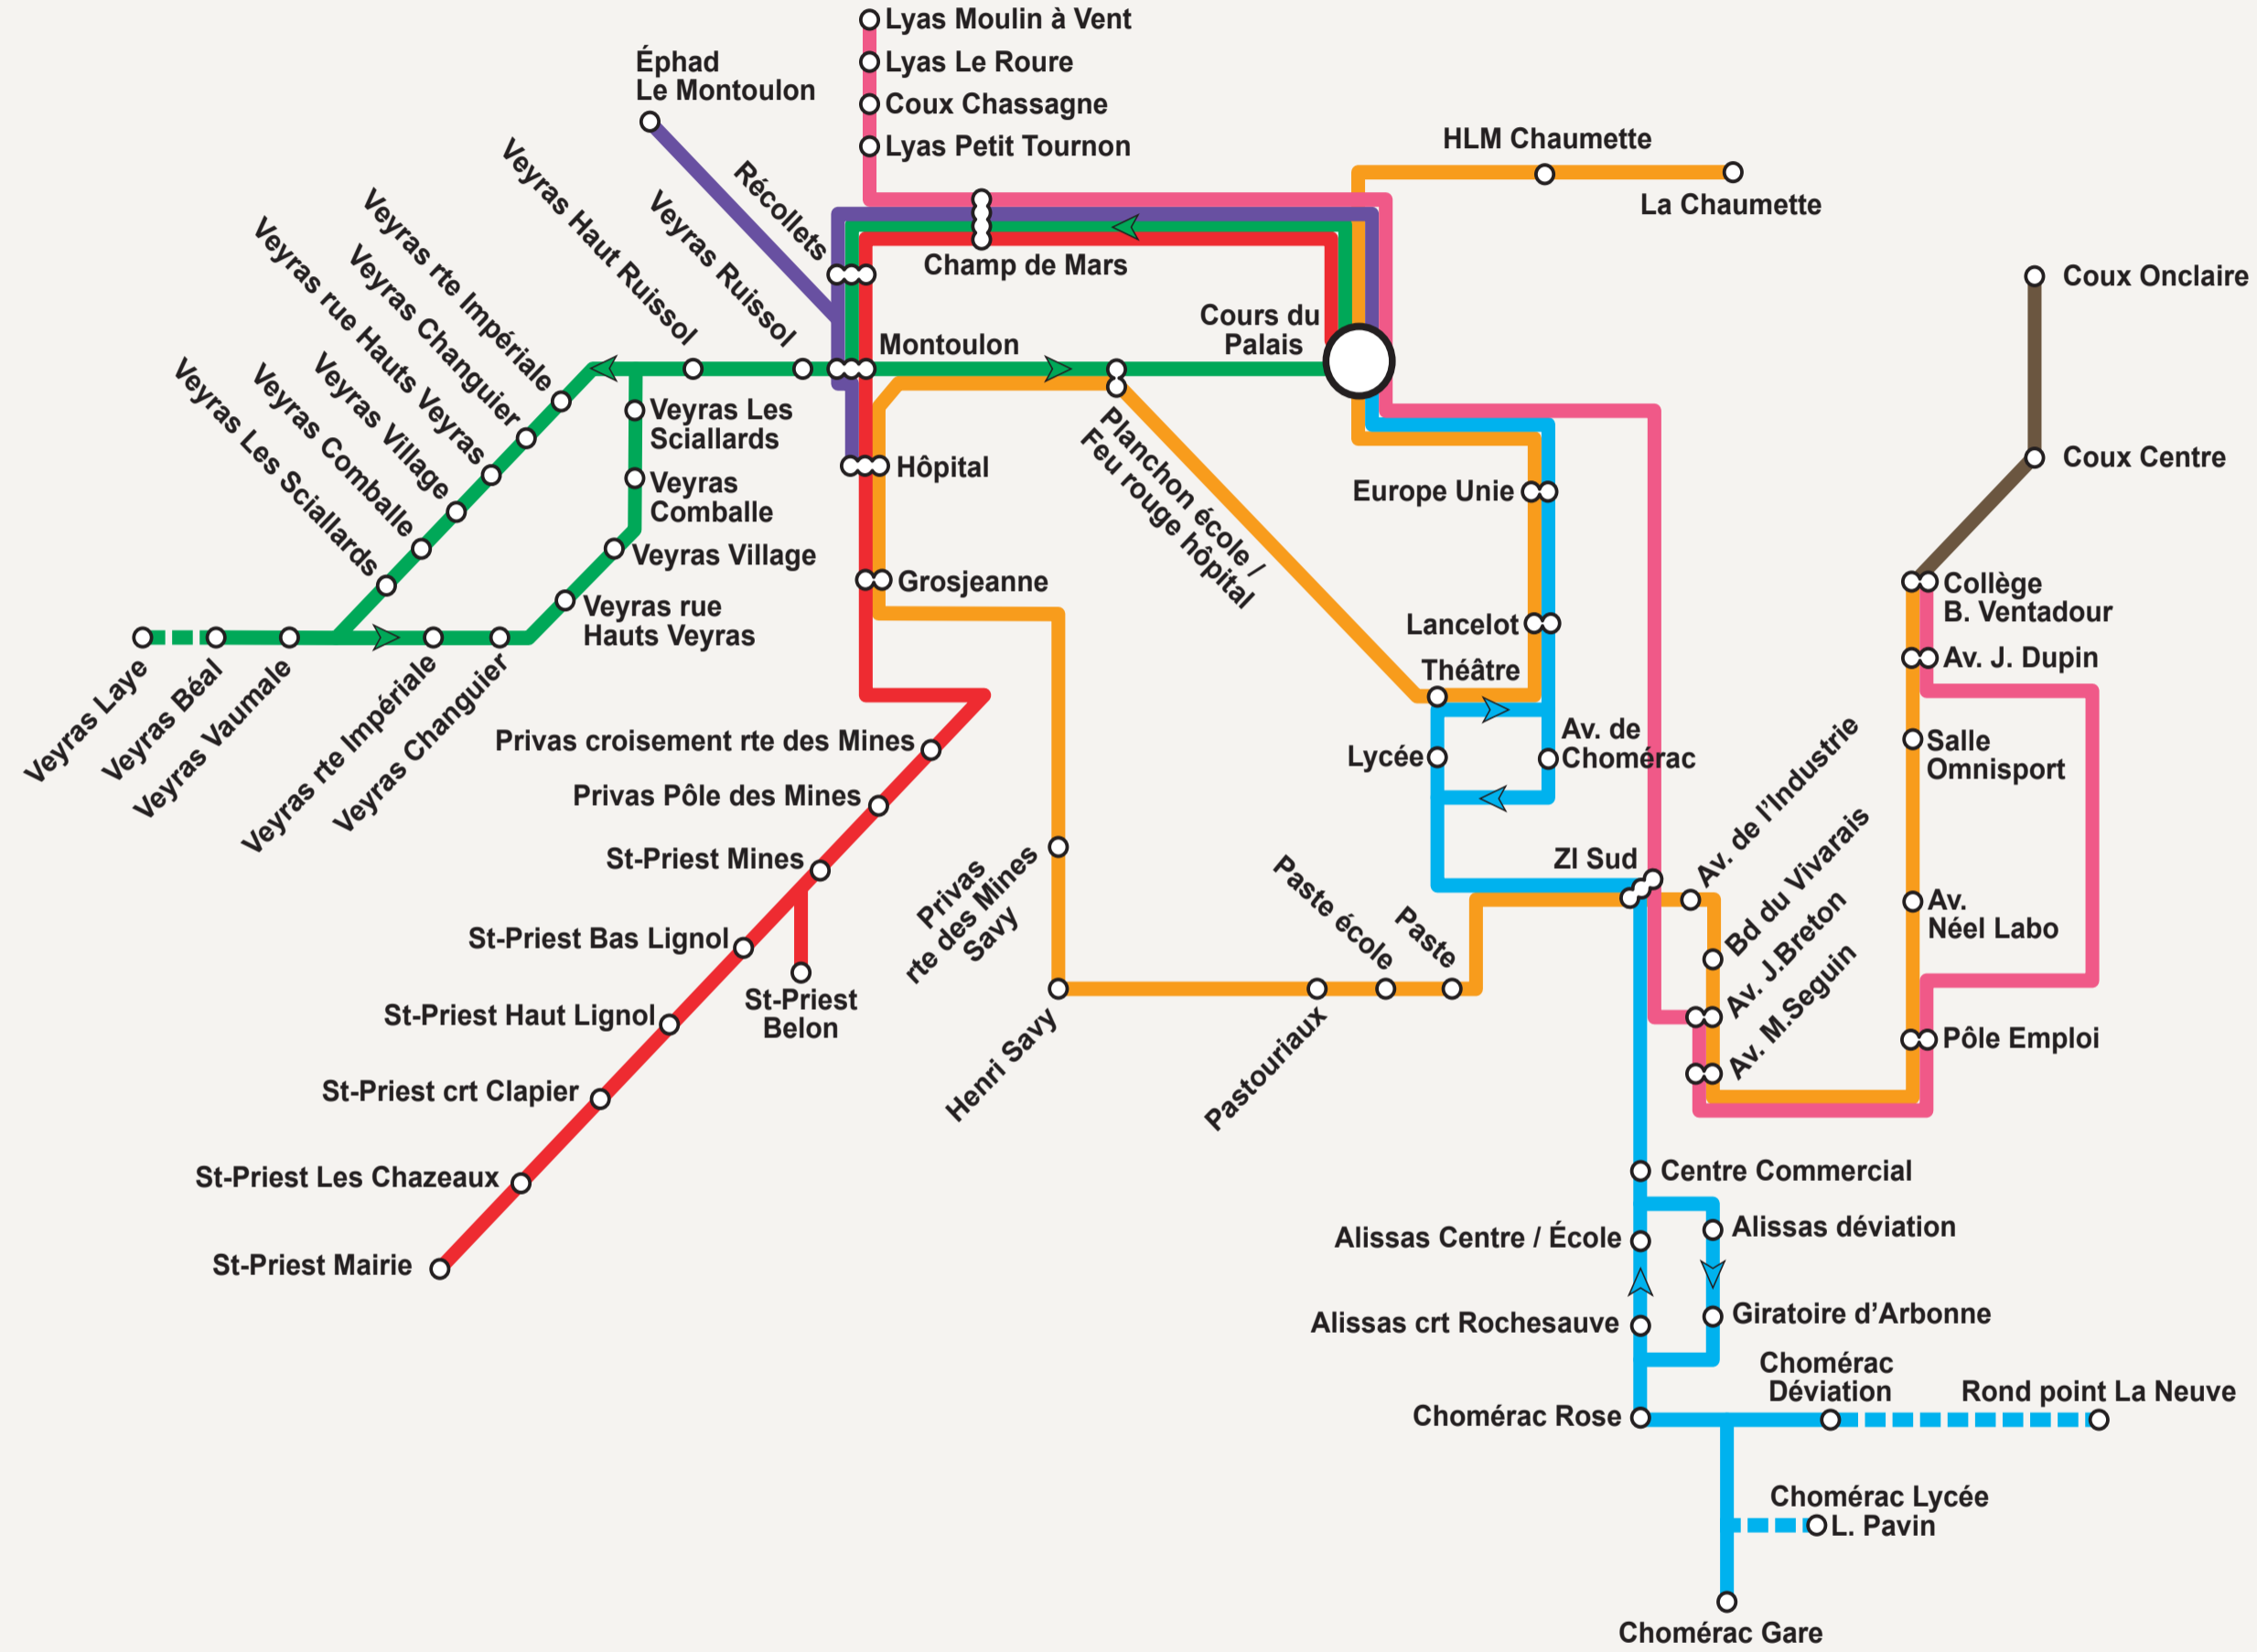 Lyas Moulin à Vent
Lyas Le Roure
Coux Chassagne
Lyas Petit Tournon
Éphad
Le Montoulon
HLM Chaumette
La Chaumette
Récollets
Veyras Ruissol
Veyras Haut Ruissol
Veyras rte Impériale
Veyras Changuier
Veyras rue Hauts Veyras
Veyras Village
Veyras Comballe
Veyras Les Sciallards
Champ de Mars
Cours du
Palais
Montoulon
Coux Onclaire
Coux Centre
Veyras Les
Sciallards
Veyras
Comballe
Veyras Village
Veyras rue
Hauts Veyras
Hôpital
Planchon école /
Feu rouge hôpital
Europe Unie
Grosjeanne
Lancelot
Théâtre
Collège
B. Ventadour
Av. J. Dupin
Veyras Laye
Veyras Béal
Veyras Vaumale
Veyras rte Impériale
Veyras Changuier
Privas croisement rte des Mines
Privas Pôle des Mines
St-Priest Mines
St-Priest Bas Lignol
St-Priest Belon
St-Priest Haut Lignol
St-Priest crt Clapier
St-Priest Les Chazeaux
St-Priest Mairie
Lycée
Av. de
Chomérac
Salle
Omnisport
ZI Sud
Av. de l'Industrie
Bd du Vivarais
Av. J.Breton
Av. M.Seguin
Av.
Néel Labo
Pôle Emploi
Privas
rte des Mines
Savy
Henri Savy
Pastouriaux
Paste école
Paste
Centre Commercial
Alissas Centre / École
Alissas déviation
Alissas crt Rochesauve
Giratoire d'Arbonne
Chomérac
Déviation
Rond point La Neuve
Chomérac Rose
Chomérac Lycée
L. Pavin
Chomérac Gare